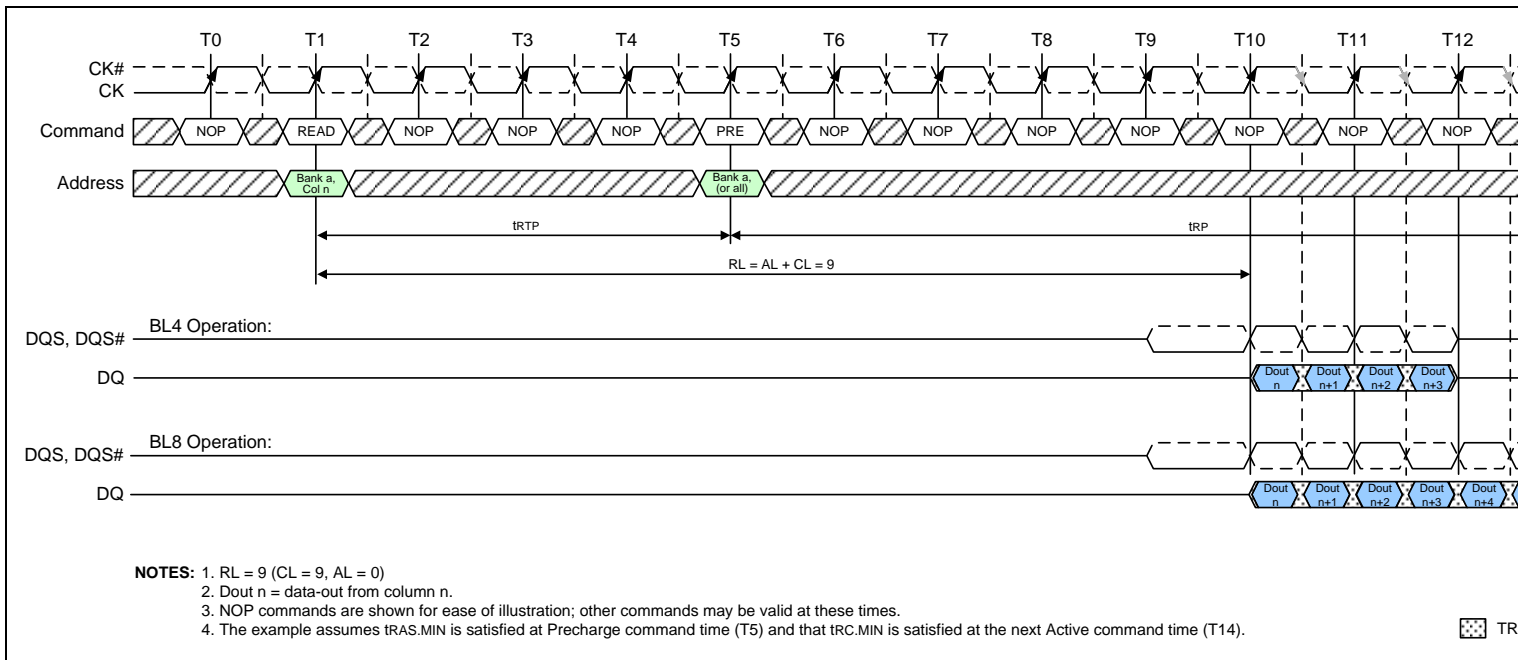 T0 T1 T2 T3 T4 T5 T6 T7 T8 T9 T10 T11 T12
CK#
CK
Command NOP READ NOP NOP NOP PRE NOP NOP NOP NOP NOP NOP NOP
Address Bank a, Col n Bank a, (or all)
tRTP tRP
RL = AL + CL = 9
BL4 Operation:
DQS, DQS#
DQ Dout n Dout n+1 Dout n+2 Dout n+3
BL8 Operation:
DQS, DQS#
DQ Dout n Dout n+1 Dout n+2 Dout n+3 Dout n+4
NOTES: 1. RL = 9 (CL = 9, AL = 0)
2. Dout n = data-out from column n.
3. NOP commands are shown for ease of illustration; other commands may be valid at these times.
4. The example assumes tRAS.MIN is satisfied at Precharge command time (T5) and that tRC.MIN is satisfied at the next Active command time (T14).
TR